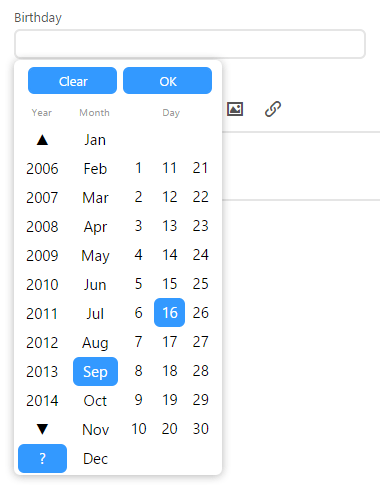 Birthday
Clear OK
Year Month Day
▲ Jan
2006 Feb 1 11 21
2007 Mar 2 12 22
2008 Apr 3 13 23
2009 May 4 14 24
2010 Jun 5 15 25
2011 Jul 6 16 26
2012 Aug 7 17 27
2013 Sep 8 18 28
2014 Oct 9 19 29
▼ Nov 10 20 30
? Dec